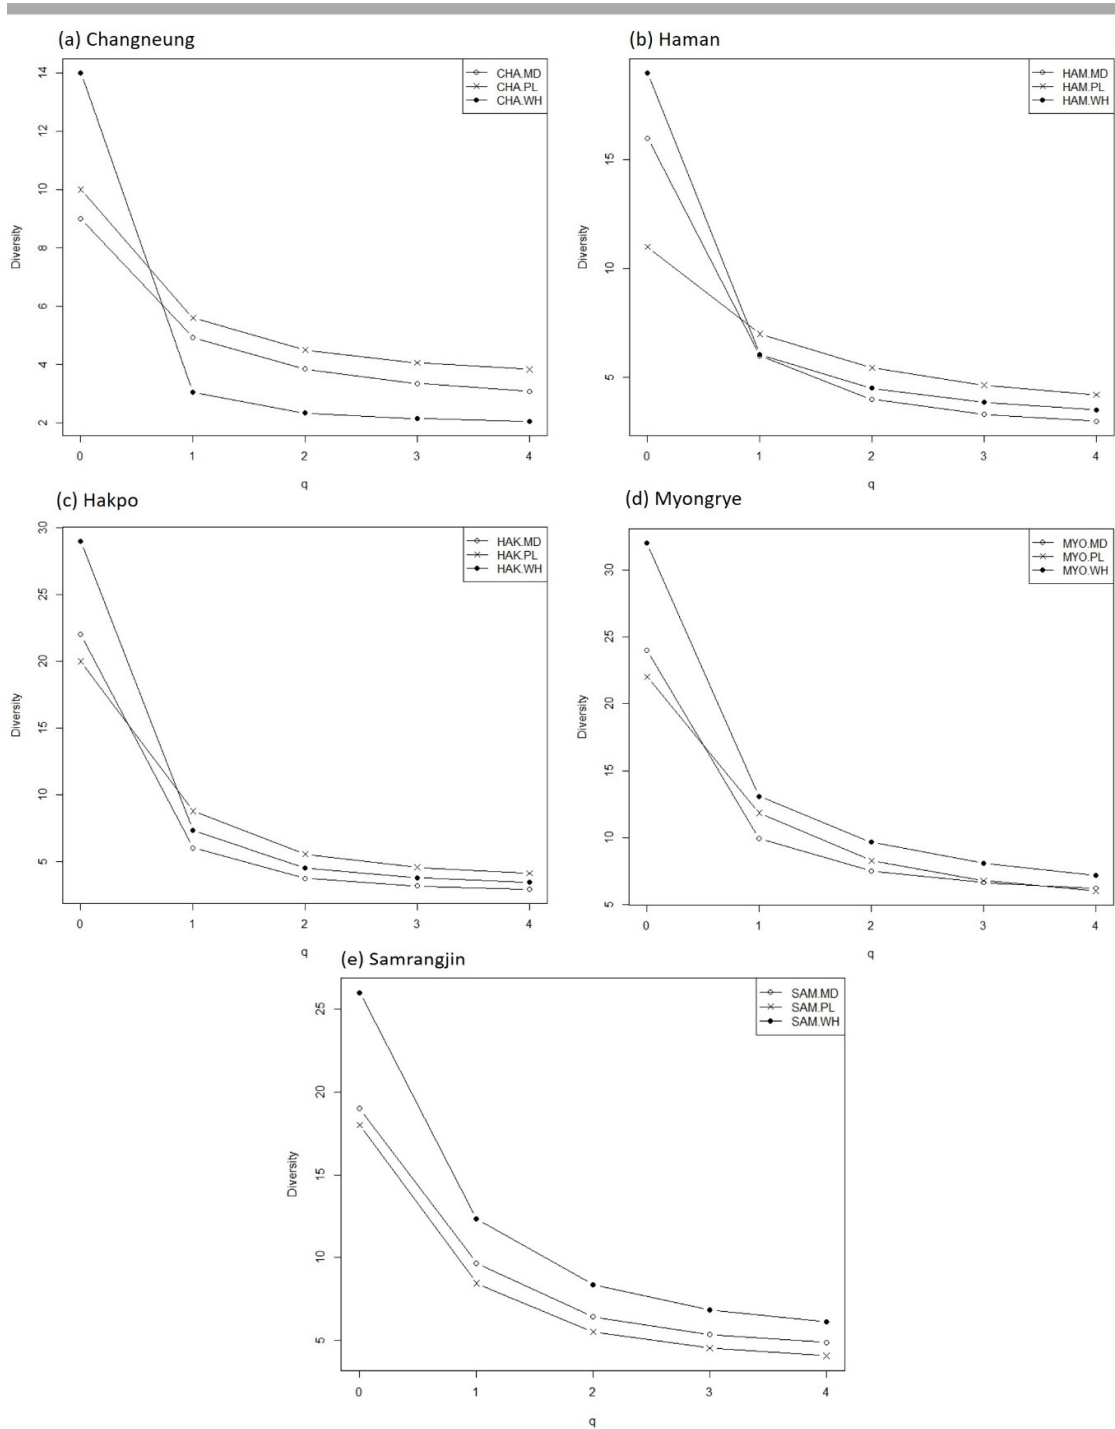 (a) Changneung
CHA.MD
CHA.PL
CHA.WH
14
12
10
8
6
4
2
Diversity
0 1 2 3 4
q
(b) Haman
HAM.MD
HAM.PL
HAM.WH
15
10
5
Diversity
0 1 2 3 4
q
(c) Hakpo
HAK.MD
HAK.PL
HAK.WH
30
25
20
15
10
5
Diversity
0 1 2 3 4
q
(d) Myongrye
MYO.MD
MYO.PL
MYO.WH
30
25
20
15
10
5
Diversity
0 1 2 3 4
q
(e) Samrangjin
SAM.MD
SAM.PL
SAM.WH
25
20
15
10
5
Diversity
0 1 2 3 4
q